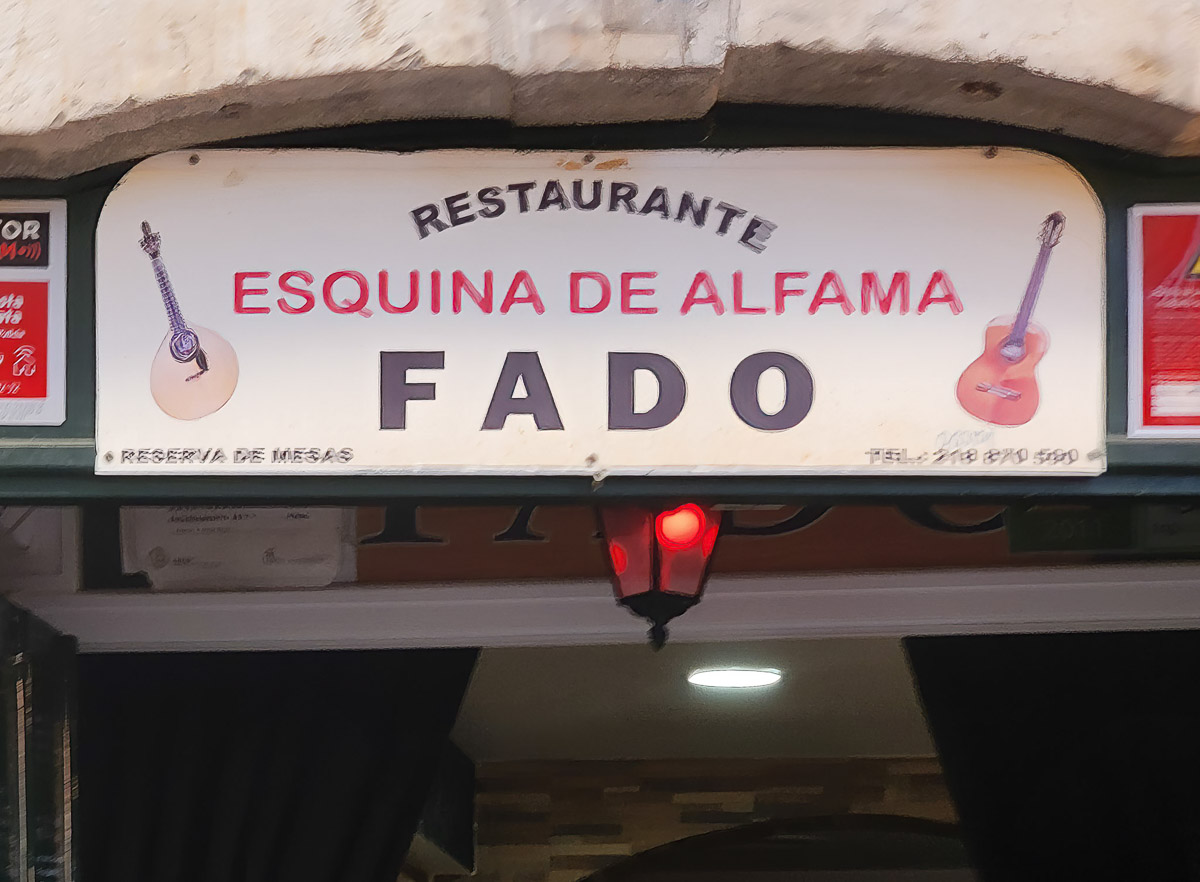 RESTAURANTE
ESQUINA DE ALFAMA
FADO
RESERVA DE MESAS
TEL.: 218 870 590